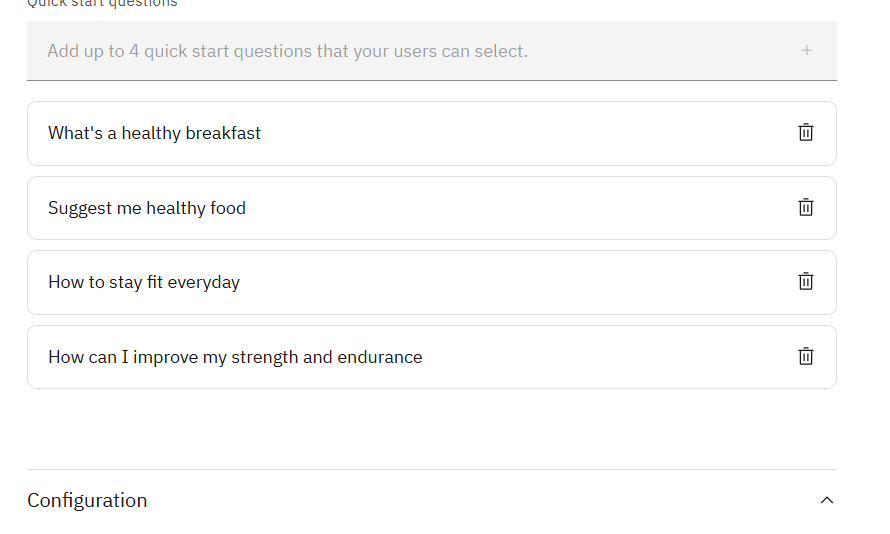 Quick start questions
Add up to 4 quick start questions that your users can select.
What's a healthy breakfast
Suggest me healthy food
How to stay fit everyday
How can I improve my strength and endurance
Configuration